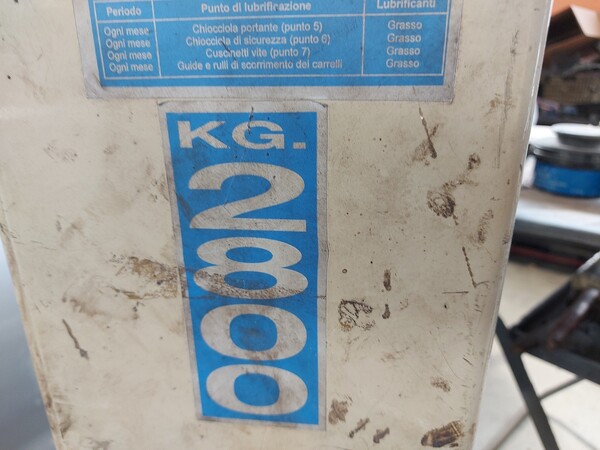 Periodo Punto di lubrifirazione Lubrificanti
Ogni mese Chiocciola portante (punto 5) Grasso
Ogni mese Chiocciola di sicurezza (punto 6) Grasso
Ogni mese Cuscinetti vite (punto 7) Grasso
Ogni mese Guide e rulli di scorrimento dei carrelli Grasso
KG.
2800